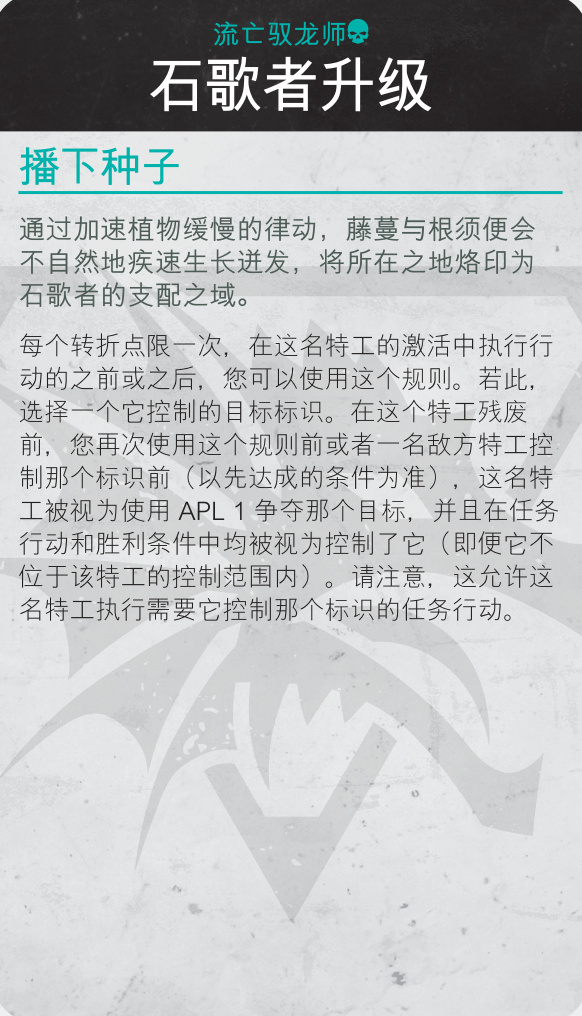 流亡驭龙师
石歌者升级
播下种子
通过加速植物缓慢的律动，藤蔓与根须便会
不自然地疾速生长迸发，将所在之地烙印为
石歌者的支配之域。
每个转折点限一次，在这名特工的激活中执行行
动的之前或之后，您可以使用这个规则。若此，
选择一个它控制的目标标识。在这个特工残废
前，您再次使用这个规则前或者一名敌方特工控
制那个标识前（以先达成的条件为准），这名特
工被视为使用 APL 1 争夺那个目标，并且在任务
行动和胜利条件中均被视为控制了它（即便它不
位于该特工的控制范围内）。请注意，这允许这
名特工执行需要它控制那个标识的任务行动。